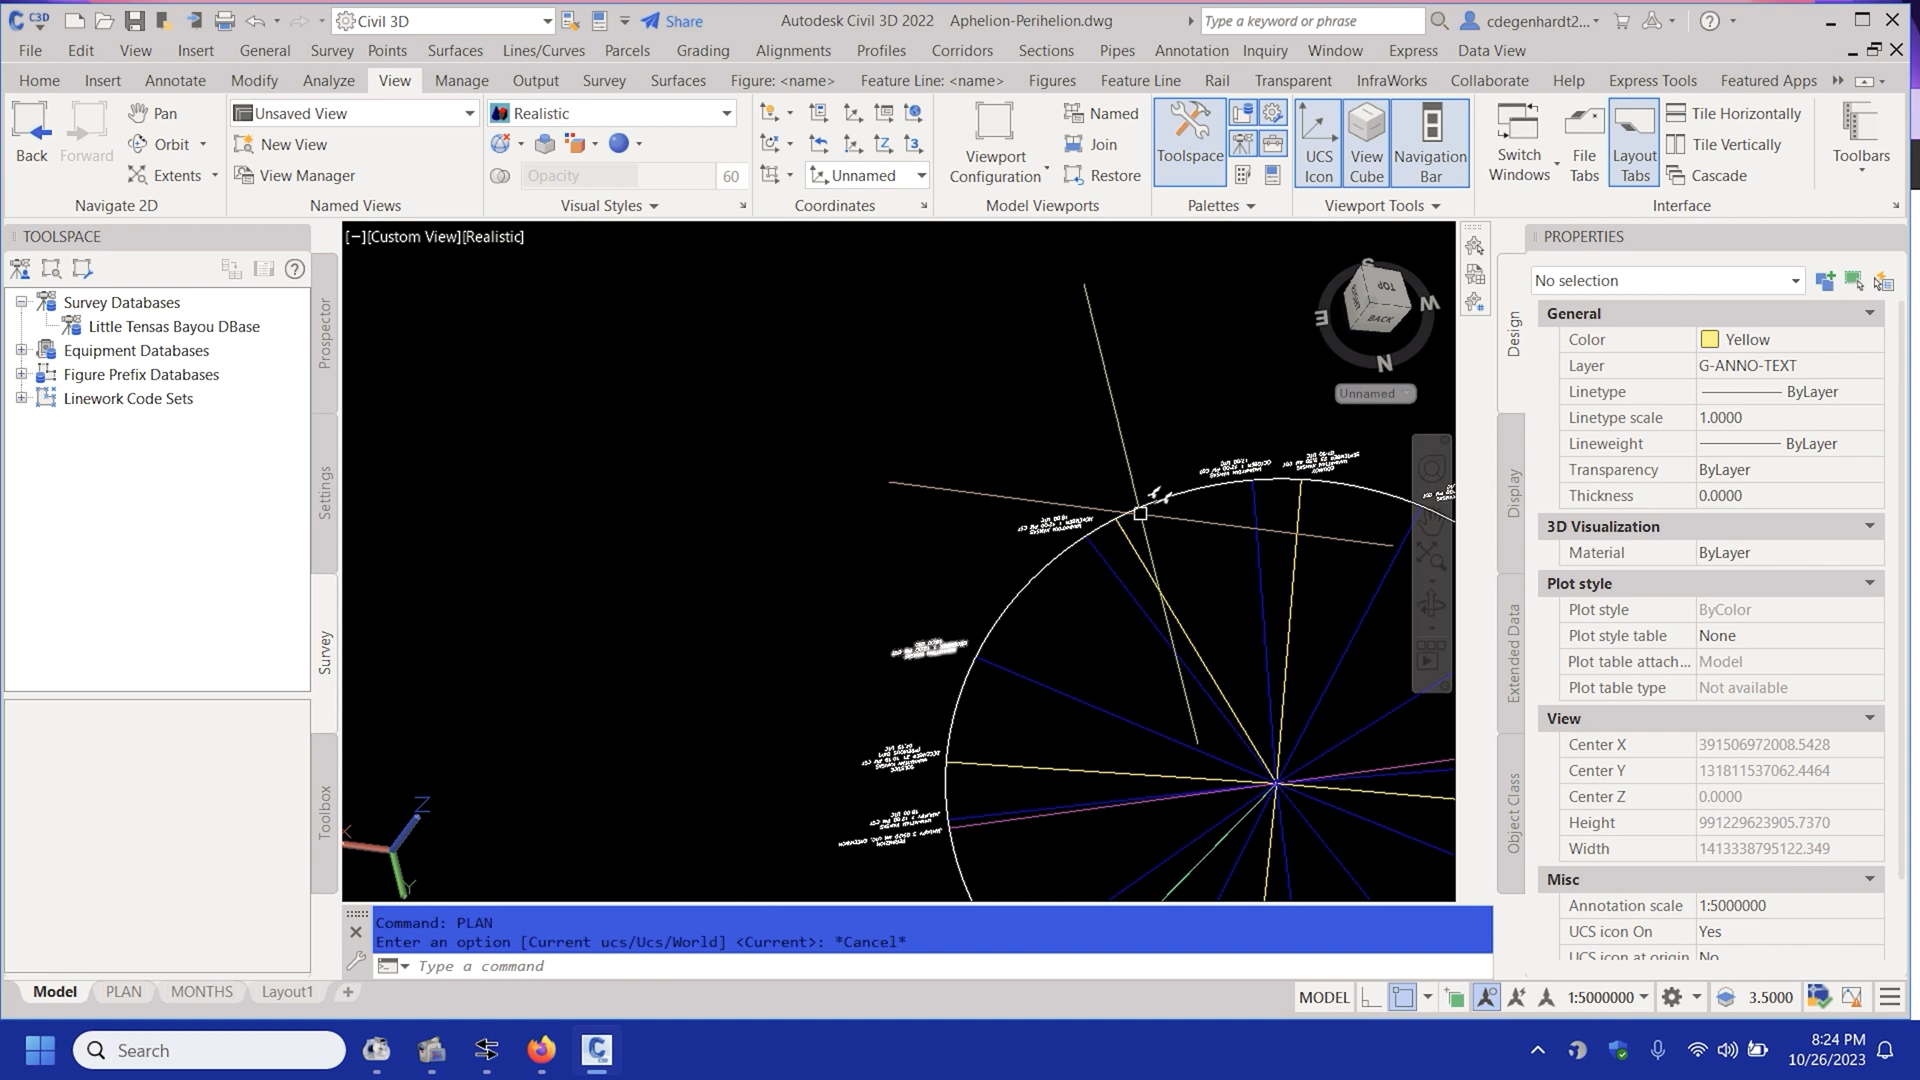 C3D Civil 3D Share Autodesk Civil 3D 2022 Aphelion-Perihelion.dwg Type a keyword or phrase cdegenhardt2...
File Edit View Insert General Survey Points Surfaces Lines/Curves Parcels Grading Alignments Profiles Corridors Sections Pipes Annotation Inquiry Window Express Data View
Home Insert Annotate Modify Analyze View Manage Output Survey Surfaces Figure: <name> Feature Line: <name> Figures Feature Line Rail Transparent InfraWorks Collaborate Help Express Tools Featured Apps
Pan Unsaved View Realistic Named Tile Horizontally
Orbit New View Join Tile Vertically
Back Forward Viewport Configuration Toolspace UCS Icon View Cube Navigation Bar Switch Windows File Tabs Layout Tabs Toolbars
Extents View Manager Opacity 60 Unnamed Restore Cascade
Navigate 2D Named Views Visual Styles Coordinates Model Viewports Palettes Viewport Tools Interface
TOOLSPACE
Survey Databases
Little Tensas Bayou DBase
Equipment Databases
Figure Prefix Databases
Linework Code Sets
Prospector
Settings
Survey
Toolbox
[−][Custom View][Realistic]
S
TOP
W
E
BACK
N
Unnamed
Z
X
Y
PROPERTIES
No selection
Design
Display
Extended Data
Object Class
General
Color Yellow
Layer G-ANNO-TEXT
Linetype ByLayer
Linetype scale 1.0000
Lineweight ByLayer
Transparency ByLayer
Thickness 0.0000
3D Visualization
Material ByLayer
Plot style
Plot style ByColor
Plot style table None
Plot table attach... Model
Plot table type Not available
View
Center X 391506972008.5428
Center Y 131811537062.4464
Center Z 0.0000
Height 991229623905.7370
Width 1413338795122.349
Misc
Annotation scale 1:5000000
UCS icon On Yes
UCS icon at origin No
Command: PLAN
Enter an option [Current ucs/Ucs/World] <Current>: *Cancel*
Type a command
Model PLAN MONTHS Layout1 +
MODEL 1:5000000 3.5000
Search
8:24 PM
10/26/2023